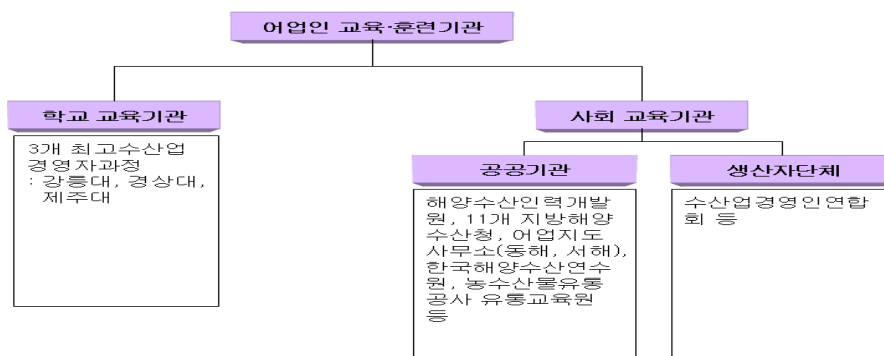 어업인 교육·훈련기관
학교 교육기관
3개 최고수산업
경영자과정
: 강릉대, 경상대,
제주대
사회 교육기관
공공기관
해양수산인력개발
원, 11개 지방해양
수산청, 어업지도
사무소(동해, 서해),
한국해양수산연수
원, 농수산물유통
공사 유통교육원
등
생산자단체
수산업경영인연합
회 등